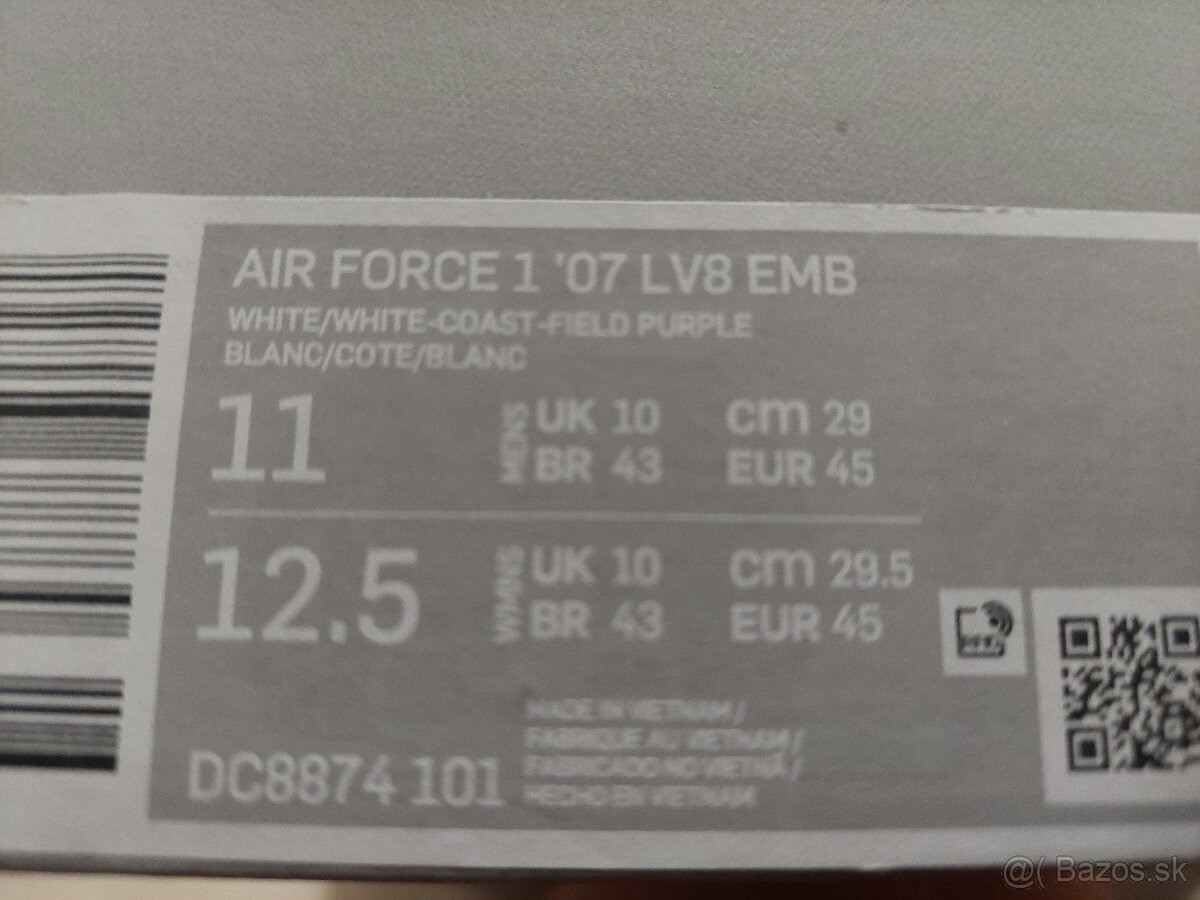 AIR FORCE 1 '07 LV8 EMB
WHITE/WHITE-COAST-FIELD PURPLE
BLANC/COTE/BLANC
11 MENS UK 10 cm 29
BR 43 EUR 45
12.5 WMNS UK 10 cm 29.5
BR 43 EUR 45
MADE IN VIETNAM /
FABRIQUE AU VIETNAM /
FABRICADO NO VIETNÃ /
HECHO EN VIETNAM
DC8874 101
@( Bazos.sk